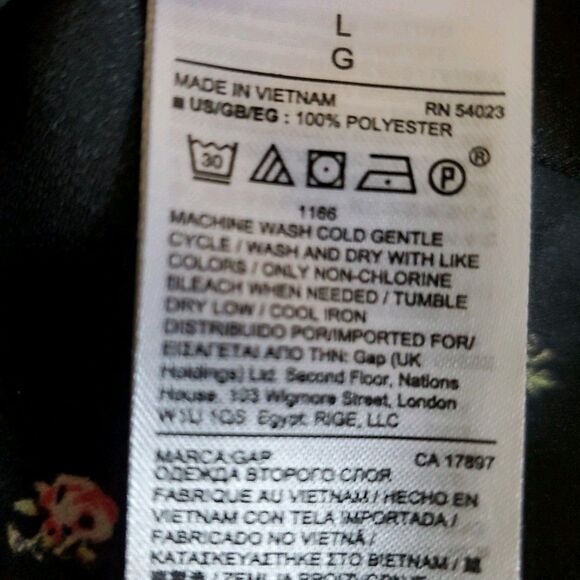 L
G
MADE IN VIETNAM RN 54023
■ US/GB/EG : 100% POLYESTER
30 P ®
1166
MACHINE WASH COLD GENTLE
CYCLE / WASH AND DRY WITH LIKE
COLORS / ONLY NON-CHLORINE
BLEACH WHEN NEEDED / TUMBLE
DRY LOW / COOL IRON
DISTRIBUIDO POR/IMPORTED FOR/
ΕΙΣΑΓΕΤΑΙ ΑΠΟ ΤΗΝ: Gap (UK
Holdings) Ltd. Second Floor, Nations
House, 103 Wigmore Street, London
W1U 1QS Egypt: RIGE, LLC
MARCA:GAP CA 17897
ОДЕЖДА ВТОРОГО СЛОЯ
FABRIQUE AU VIETNAM / HECHO EN
VIETNAM CON TELA IMPORTADA /
FABRICADO NO VIETNÃ /
ΚΑΤΑΣΚΕΥΑΣΤΗΚΕ ΣΤΟ ΒΙΕΤΝΑΜ /